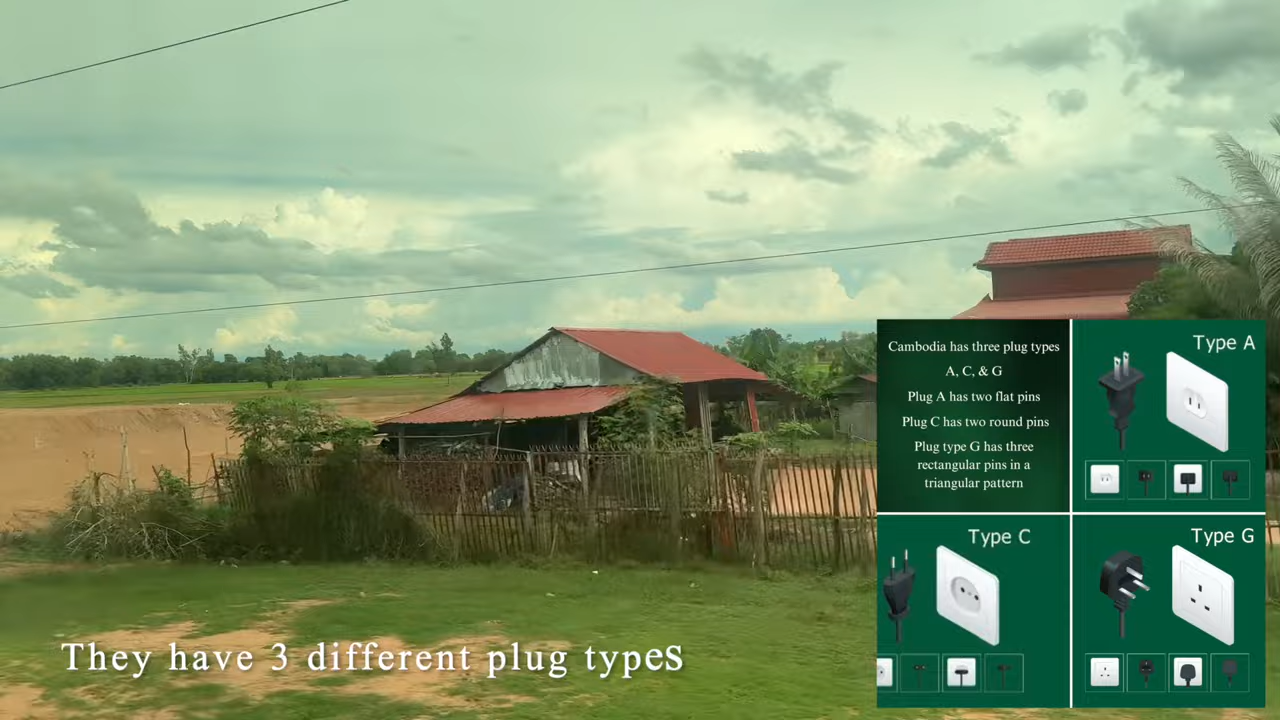 Cambodia has three plug types
A, C, & G
Plug A has two flat pins
Plug C has two round pins
Plug type G has three
rectangular pins in a
triangular pattern
Type A
Type C
Type G
They have 3 different plug types